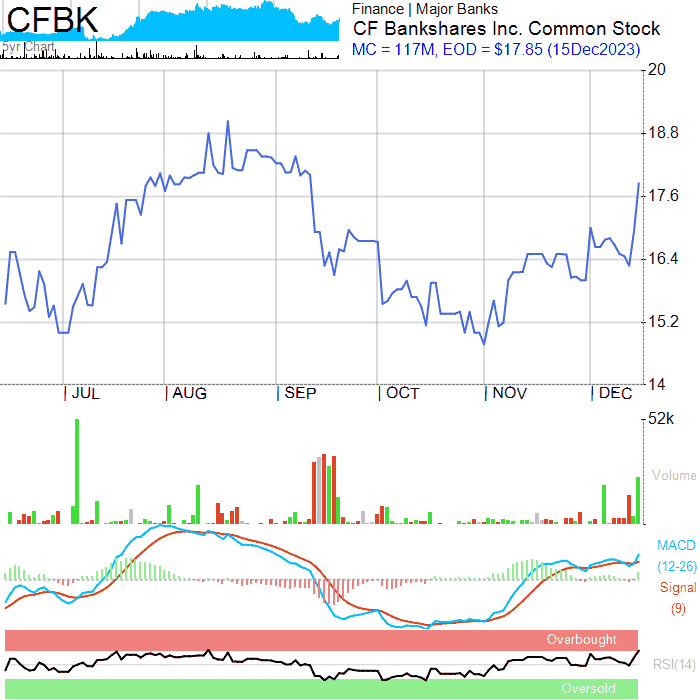 CFBK
5yr Chart
Finance | Major Banks
CF Bankshares Inc. Common Stock
MC = 117M, EOD = $17.85 (15Dec2023)
20
18.8
17.6
16.4
15.2
14
JUL AUG SEP OCT NOV DEC
52k
Volume
MACD
(12-26)
Signal
(9)
Overbought
RSI(14)
Oversold